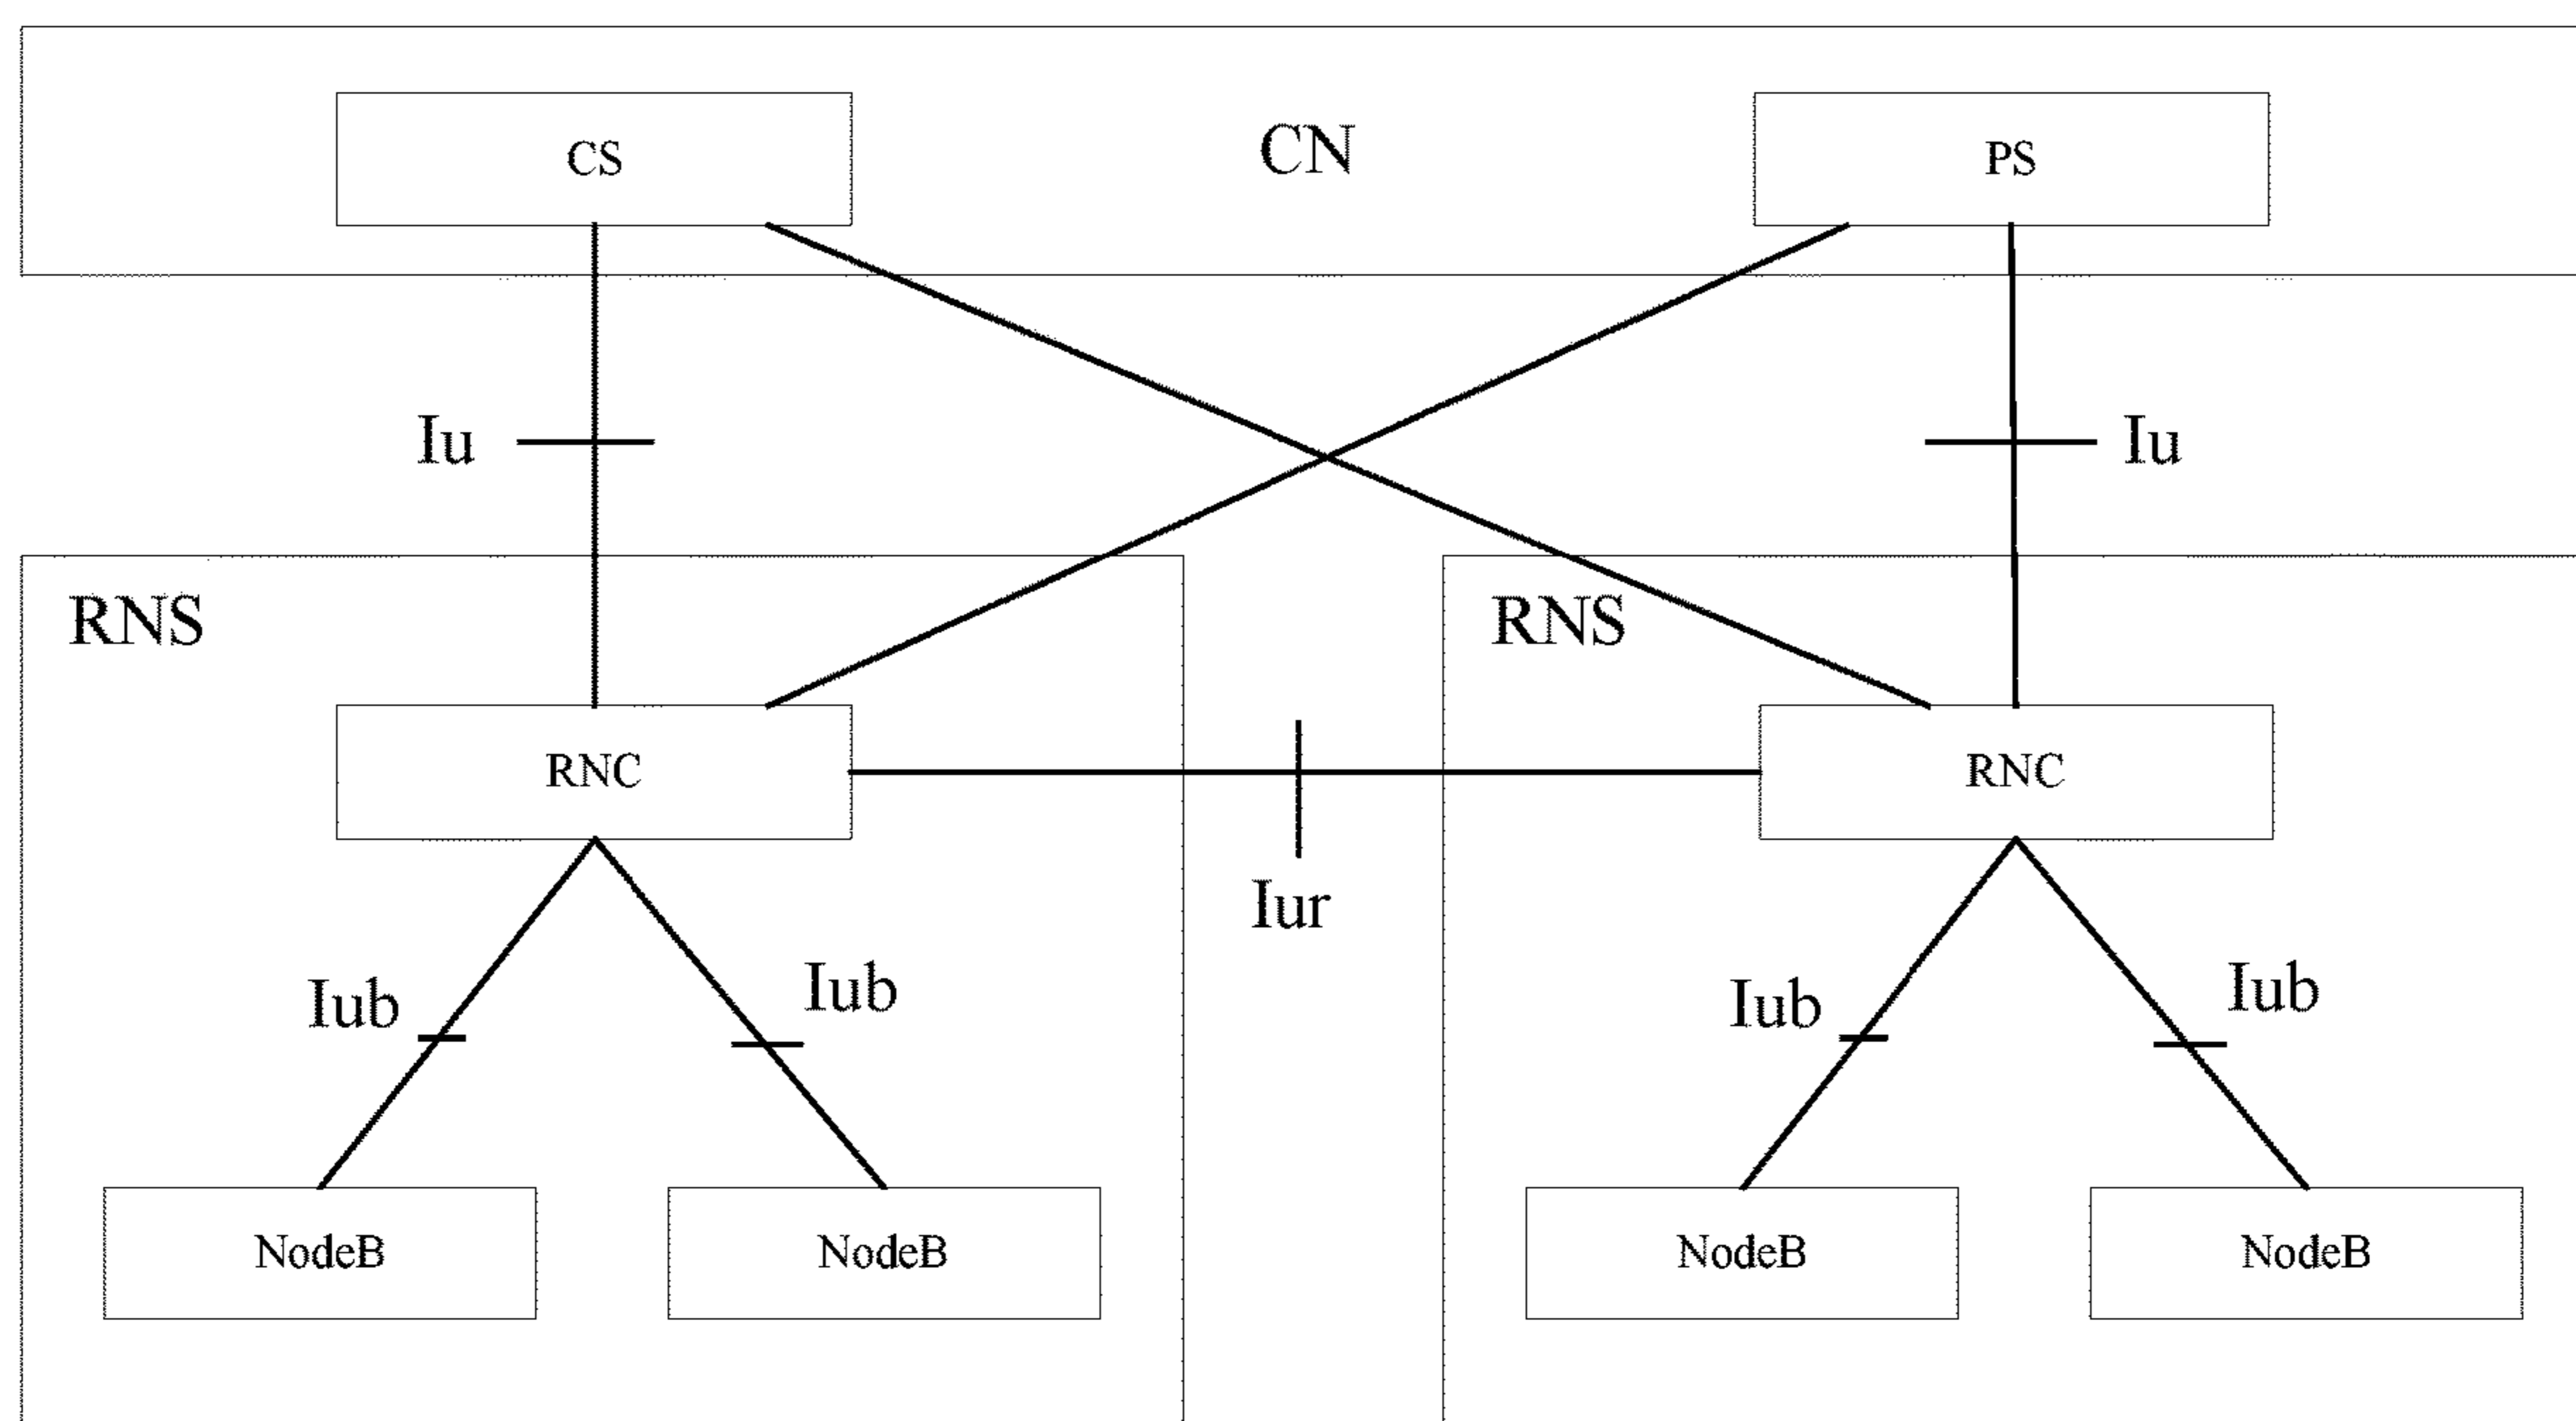 CS
CN
PS
Iu
Iu
RNS
RNS
RNC
RNC
Iur
Iub
Iub
Iub
Iub
NodeB
NodeB
NodeB
NodeB